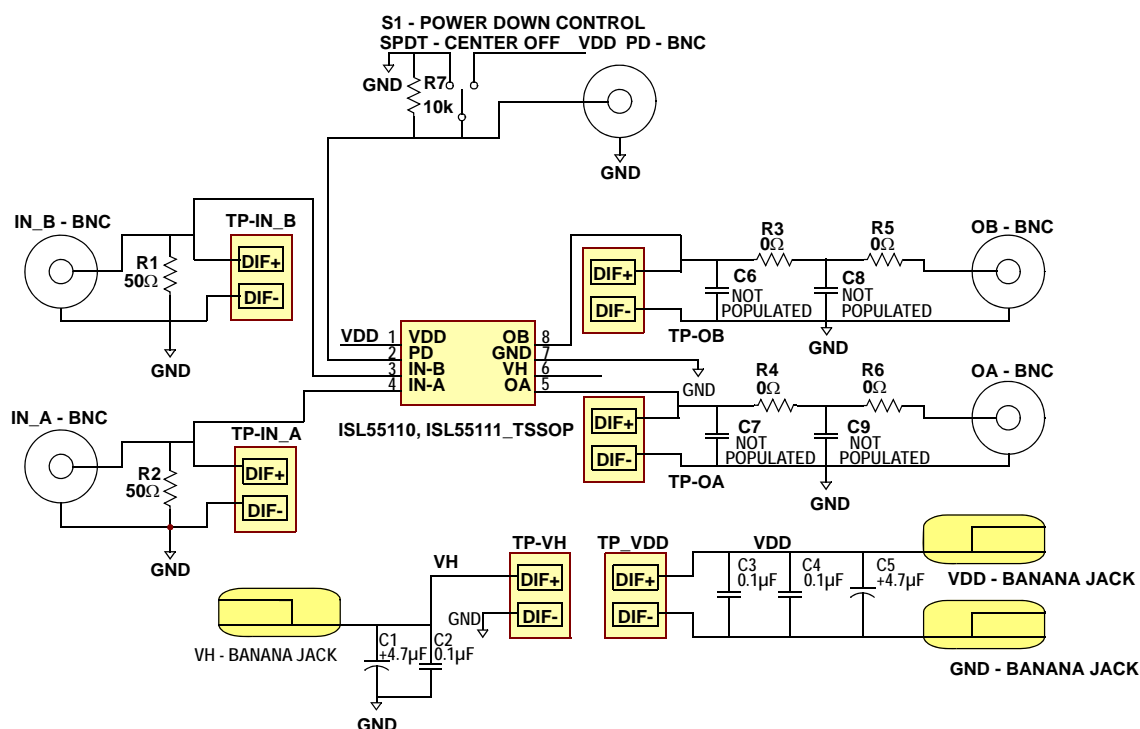 S1 - POWER DOWN CONTROL
SPDT - CENTER OFF VDD PD - BNC
GND
R7
10k
GND
IN_B - BNC
TP-IN_B
R1
50Ω
DIF+
DIF-
GND
R3
0Ω
R5
0Ω
OB - BNC
DIF+
DIF-
C6
NOT
POPULATED
C8
NOT
POPULATED
TP-OB
GND
VDD 1 VDD OB 8
2 PD GND 7
3 IN-B VH 6
4 IN-A OA 5
GND
ISL55110, ISL55111_TSSOP
IN_A - BNC
TP-IN_A
R2
50Ω
DIF+
DIF-
GND
R4
0Ω
R6
0Ω
OA - BNC
DIF+
DIF-
C7
NOT
POPULATED
C9
NOT
POPULATED
TP-OA
GND
TP-VH
VH
DIF+
DIF-
GND
VH - BANANA JACK
C1
+4.7µF
C2
0.1µF
GND
TP_VDD
DIF+
DIF-
VDD
C3
0.1µF
C4
0.1µF
C5
+4.7µF
VDD - BANANA JACK
GND - BANANA JACK